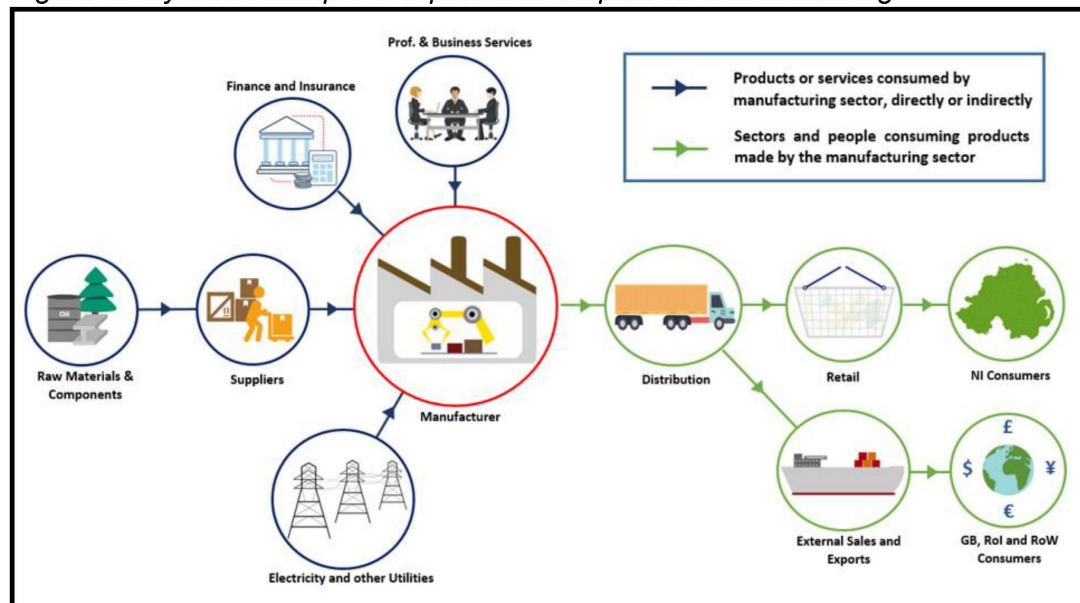 Prof. & Business Services
Finance and Insurance
Products or services consumed by
manufacturing sector, directly or indirectly
Sectors and people consuming products
made by the manufacturing sector
Oil
Raw Materials &
Components
Suppliers
Manufacturer
Distribution
Retail
NI Consumers
Electricity and other Utilities
£
$ ¥
€
External Sales and
Exports
GB, RoI and RoW
Consumers